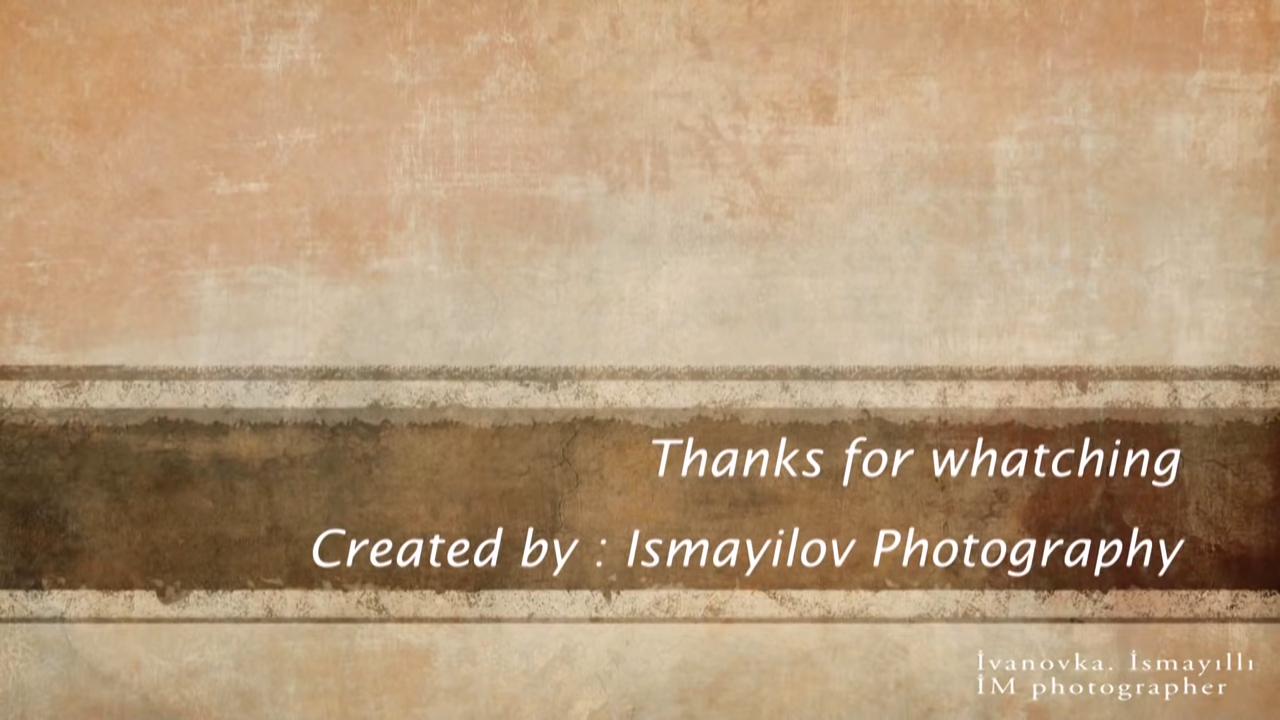 Thanks for whatching
Created by : Ismayilov Photography
İvanovka. İsmayıllı
İM photographer